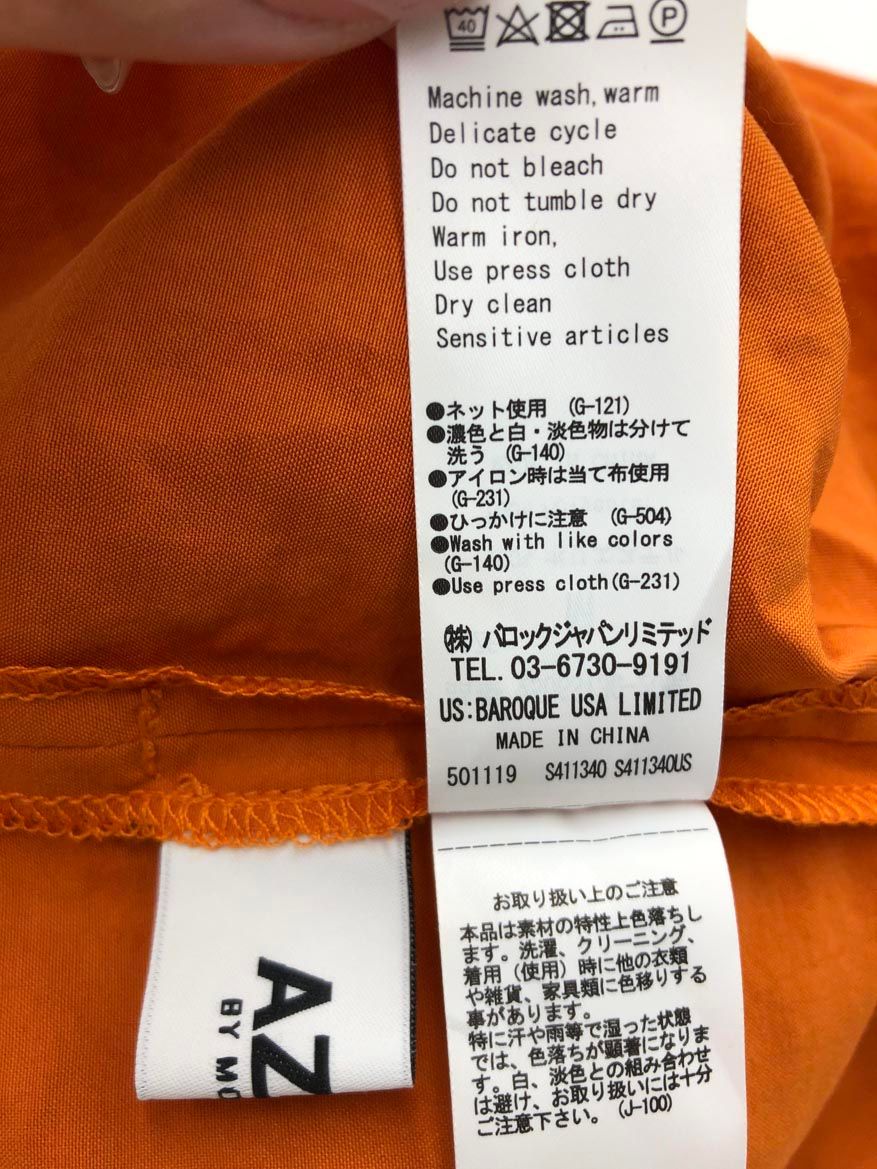 40
P
Machine wash, warm
Delicate cycle
Do not bleach
Do not tumble dry
Warm iron,
Use press cloth
Dry clean
Sensitive articles
●ネット使用 (G-121)
●濃色と白・淡色物は分けて
洗う (G-140)
●アイロン時は当て布使用
(G-231)
●ひっかけに注意 (G-504)
●Wash with like colors
(G-140)
●Use press cloth(G-231)
㈱ バロックジャパンリミテッド
TEL. 03-6730-9191
US:BAROQUE USA LIMITED
MADE IN CHINA
501119 S411340 S411340US
お取り扱い上のご注意
本品は素材の特性上色落ちし
ます。洗濯、クリーニング、
着用(使用)時に他の衣類
や雑貨、家具類に色移りする
事があります。
特に汗や雨等で湿った状態
では、色落ちが顕著になりま
す。白、淡色との組み合わせ
は避け、お取り扱いには十分
ご注意下さい。(J-100)
AZ
BY MO